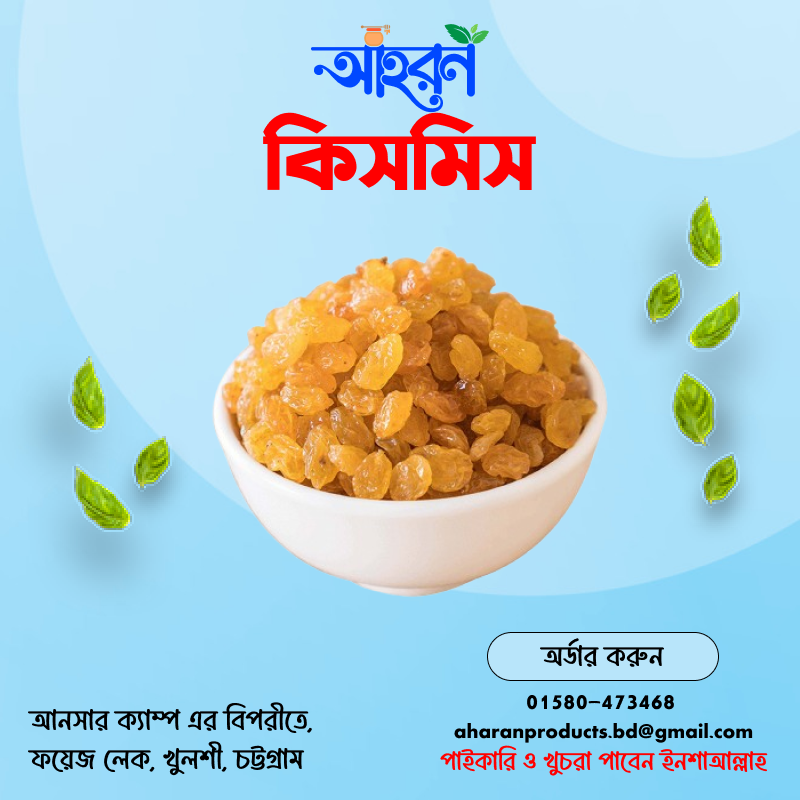 আহরন
কিসমিস
অর্ডার করুন
01580-473468
aharanproducts.bd@gmail.com
পাইকারি ও খুচরা পাবেন ইনশাআল্লাহ
আনসার ক্যাম্প এর বিপরীতে,
ফয়েজ লেক, খুলশী, চট্টগ্রাম